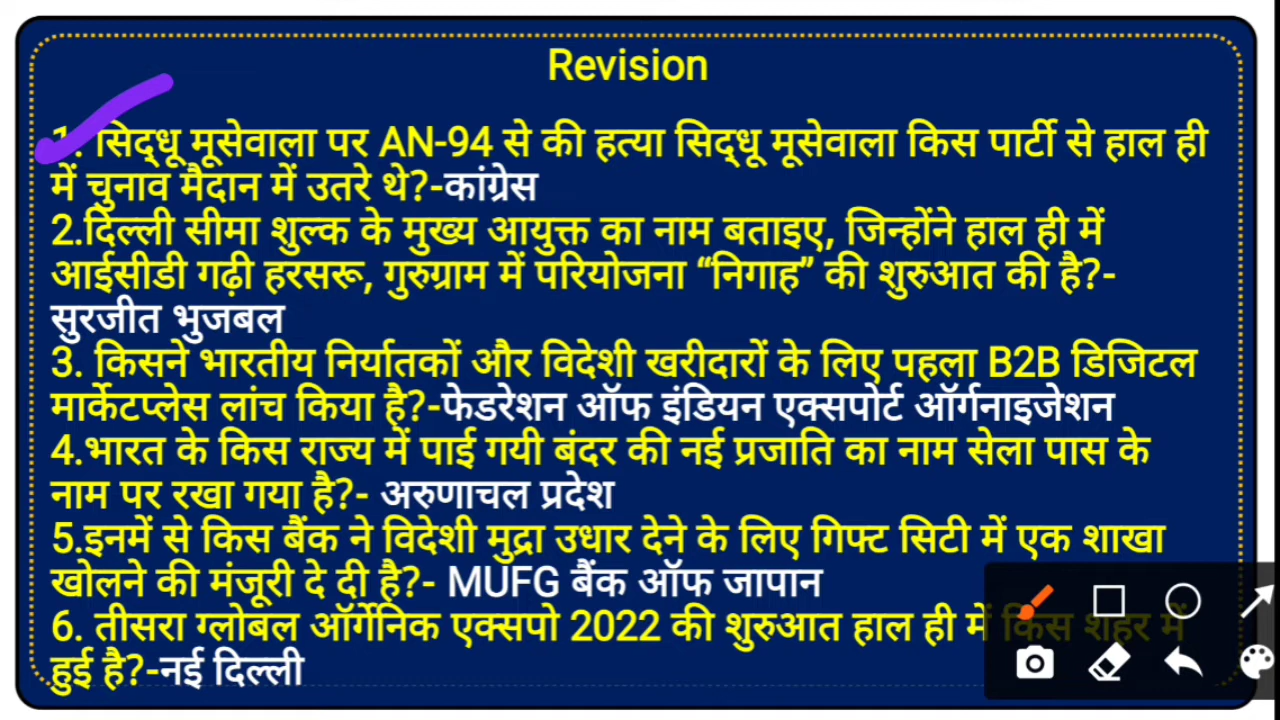 Revision
1. सिद्धू मूसेवाला पर AN-94 से की हत्या सिद्धू मूसेवाला किस पार्टी से हाल ही
में चुनाव मैदान में उतरे थे?-कांग्रेस
2.दिल्ली सीमा शुल्क के मुख्य आयुक्त का नाम बताइए, जिन्होंने हाल ही में
आईसीडी गढ़ी हरसरू, गुरुग्राम में परियोजना “निगाह” की शुरुआत की है?-
सुरजीत भुजबल
3. किसने भारतीय निर्यातकों और विदेशी खरीदारों के लिए पहला B2B डिजिटल
मार्केटप्लेस लांच किया है?-फेडरेशन ऑफ इंडियन एक्सपोर्ट ऑर्गनाइजेशन
4.भारत के किस राज्य में पाई गयी बंदर की नई प्रजाति का नाम सेला पास के
नाम पर रखा गया है?- अरुणाचल प्रदेश
5.इनमें से किस बैंक ने विदेशी मुद्रा उधार देने के लिए गिफ्ट सिटी में एक शाखा
खोलने की मंजूरी दे दी है?- MUFG बैंक ऑफ जापान
6. तीसरा ग्लोबल ऑर्गेनिक एक्सपो 2022 की शुरुआत हाल ही में किस शहर में
हुई है?-नई दिल्ली